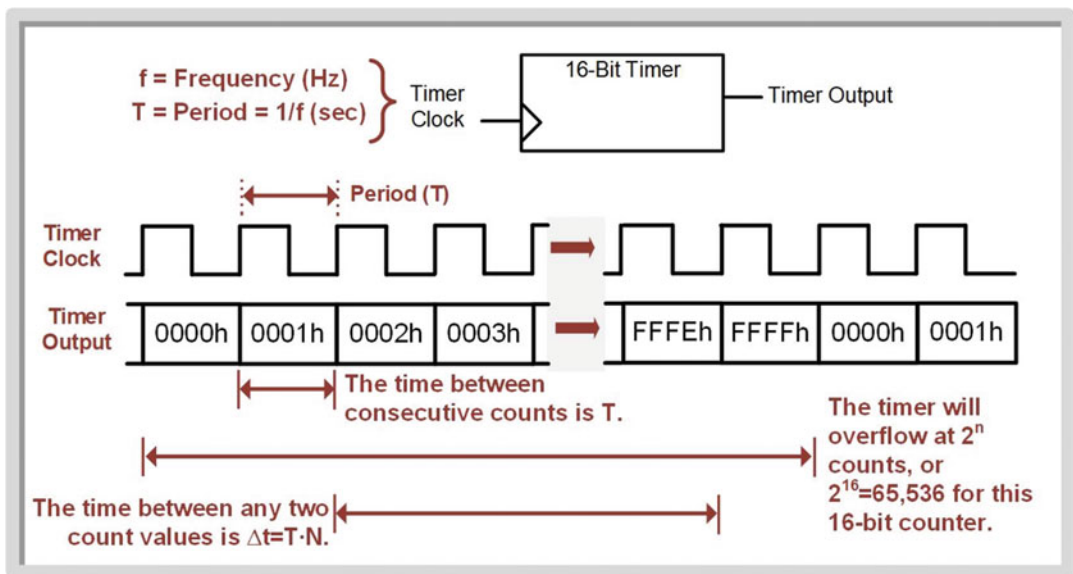 f = Frequency (Hz)
T = Period = 1/f (sec)
Timer
Clock
16-Bit Timer
Timer Output
Period (T)
Timer
Clock
Timer
Output
0000h 0001h 0002h 0003h FFFEh FFFFh 0000h 0001h
The time between
consecutive counts is T.
The timer will
overflow at 2ⁿ
counts, or
2¹⁶=65,536 for this
16-bit counter.
The time between any two
count values is Δt=T·N.